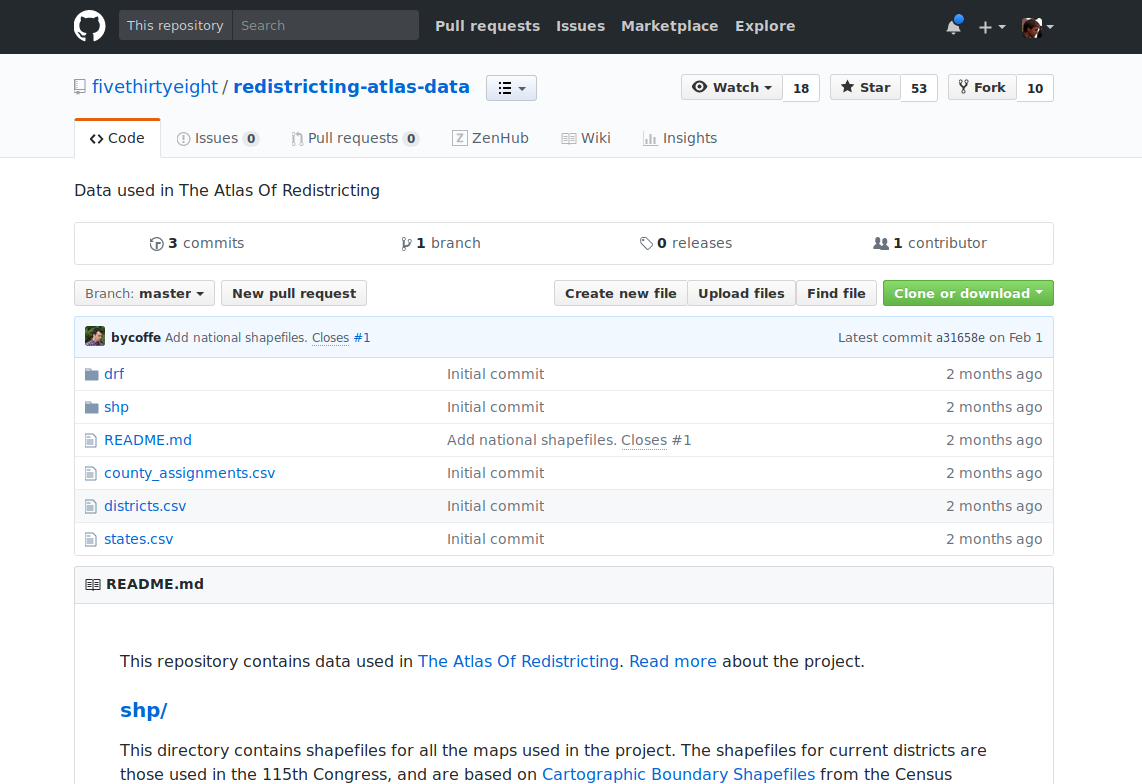 This repository Search Pull requests Issues Marketplace Explore
fivethirtyeight / redistricting-atlas-data Watch 18 Star 53 Fork 10
Code Issues 0 Pull requests 0 Z ZenHub Wiki Insights
Data used in The Atlas Of Redistricting
3 commits 1 branch 0 releases 1 contributor
Branch: master New pull request Create new file Upload files Find file Clone or download
bycoffe Add national shapefiles. Closes #1 Latest commit a31658e on Feb 1
drf Initial commit 2 months ago
shp Initial commit 2 months ago
README.md Add national shapefiles. Closes #1 2 months ago
county_assignments.csv Initial commit 2 months ago
districts.csv Initial commit 2 months ago
states.csv Initial commit 2 months ago
README.md
This repository contains data used in The Atlas Of Redistricting. Read more about the project.
shp/
This directory contains shapefiles for all the maps used in the project. The shapefiles for current districts are
those used in the 115th Congress, and are based on Cartographic Boundary Shapefiles from the Census